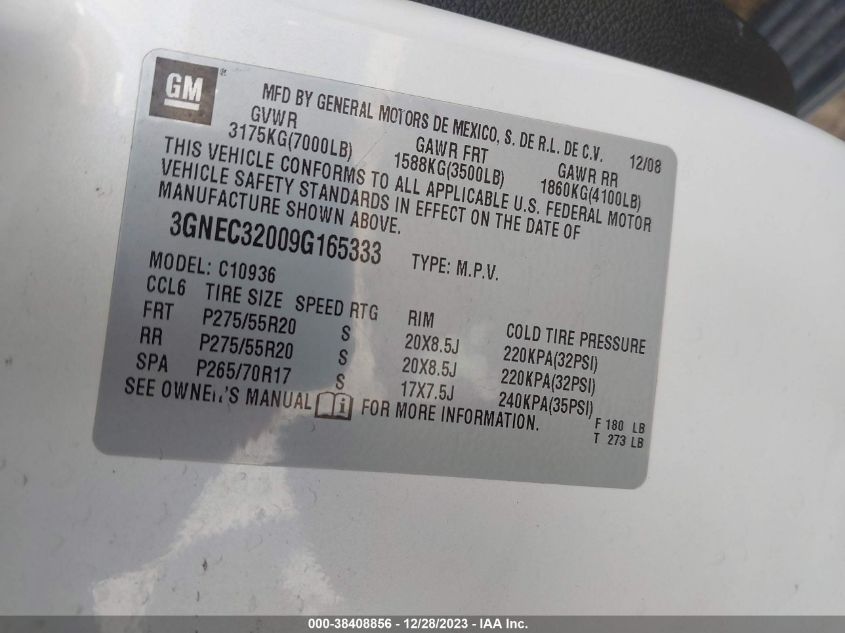 GM ®
MFD BY GENERAL MOTORS DE MEXICO, S. DE R.L. DE C.V. 12/08
GVWR GAWR FRT GAWR RR
3175KG(7000LB) 1588KG(3500LB) 1860KG(4100LB)
THIS VEHICLE CONFORMS TO ALL APPLICABLE U.S. FEDERAL MOTOR
VEHICLE SAFETY STANDARDS IN EFFECT ON THE DATE OF
MANUFACTURE SHOWN ABOVE.
3GNEC32009G165333 TYPE: M.P.V.
MODEL: C10936
CCL6 TIRE SIZE SPEED RTG RIM COLD TIRE PRESSURE
FRT P275/55R20 S 20X8.5J 220KPA(32PSI)
RR P275/55R20 S 20X8.5J 220KPA(32PSI)
SPA P265/70R17 S 17X7.5J 240KPA(35PSI)
SEE OWNER'S MANUAL i FOR MORE INFORMATION.
F 180 LB
T 273 LB
000-38408856 - 12/28/2023 - IAA Inc.